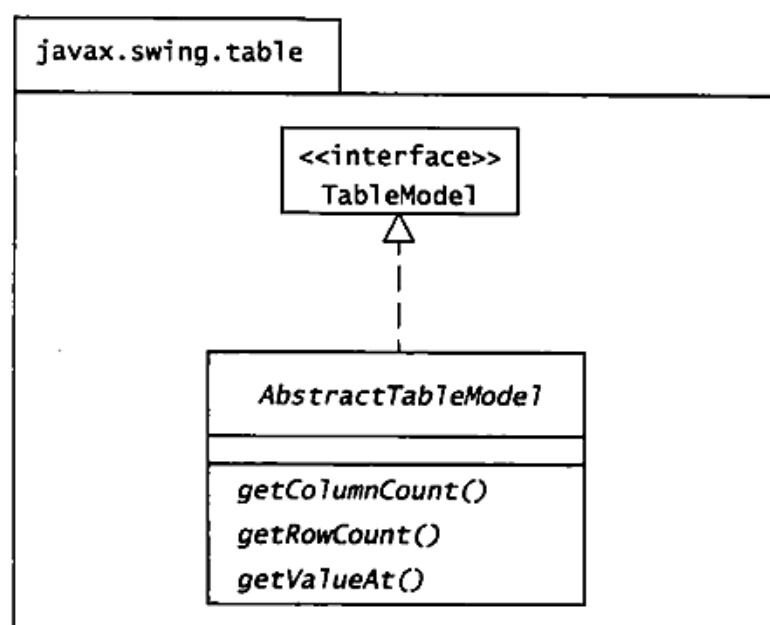 javax.swing.table
<<interface>>
TableModel
AbstractTableModel
getColumnCount()
getRowCount()
getValueAt()